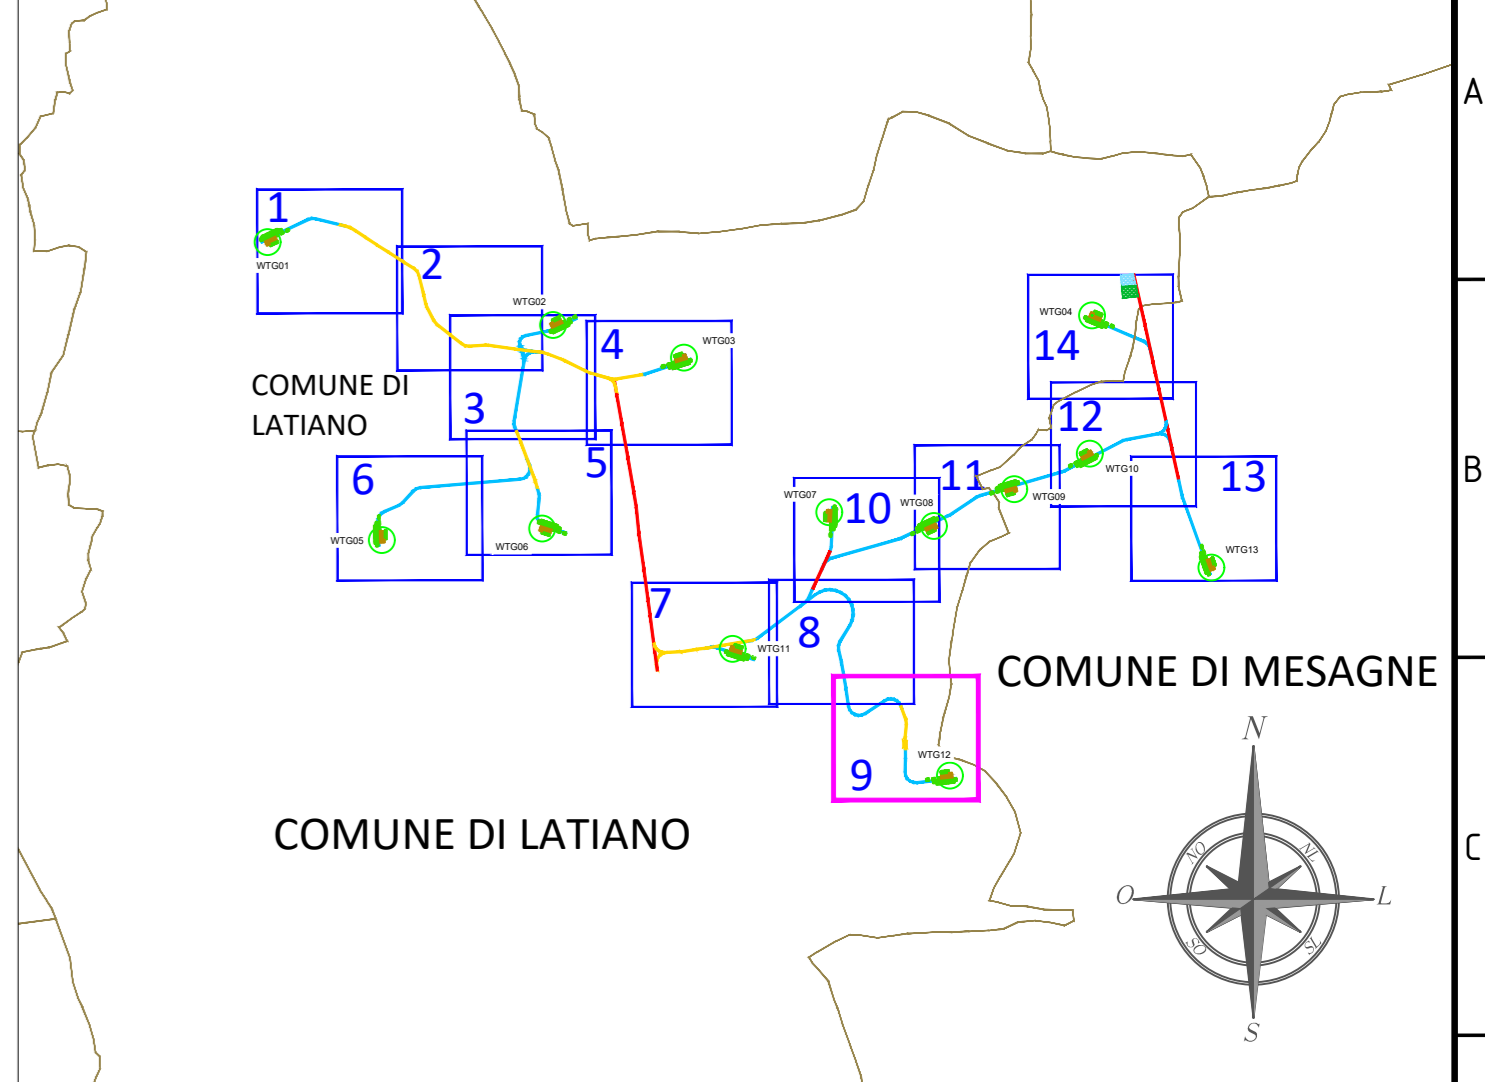 A
1
WTG01
2
WTG02
4
WTG03
WTG04
14
COMUNE DI
LATIANO
3
12
5
6
WTG10
B
13
11
WTG07
10
WTG08
WTG09
WTG05
WTG06
WTG13
7
8
WTG11
COMUNE DI MESAGNE
N
WTG12
9
COMUNE DI LATIANO
C
NO
NL
O
L
SO
SL
S